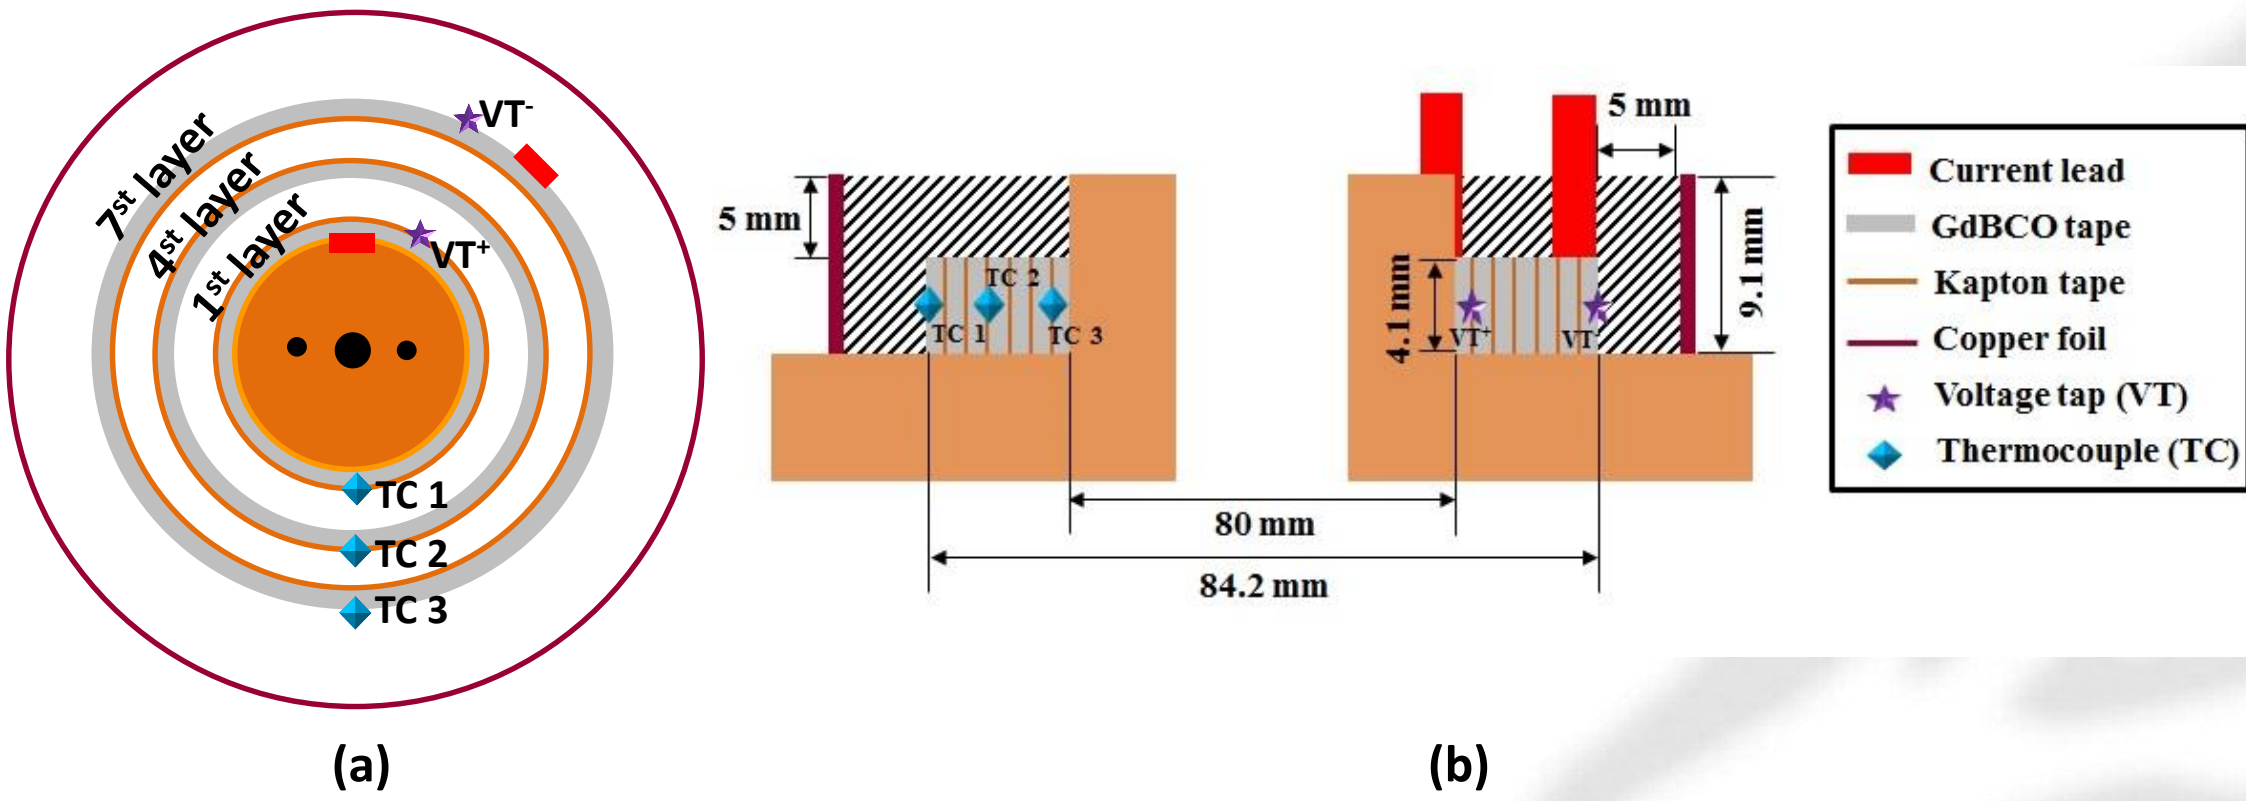 7st layer
4st layer
1st layer
VT-
VT+
TC 1
TC 2
TC 3
(a)
5 mm
5 mm
TC 2
TC 1
TC 3
VT+
VT-
4.1 mm
9.1 mm
80 mm
84.2 mm
(b)
Current lead
GdBCO tape
Kapton tape
Copper foil
Voltage tap (VT)
Thermocouple (TC)